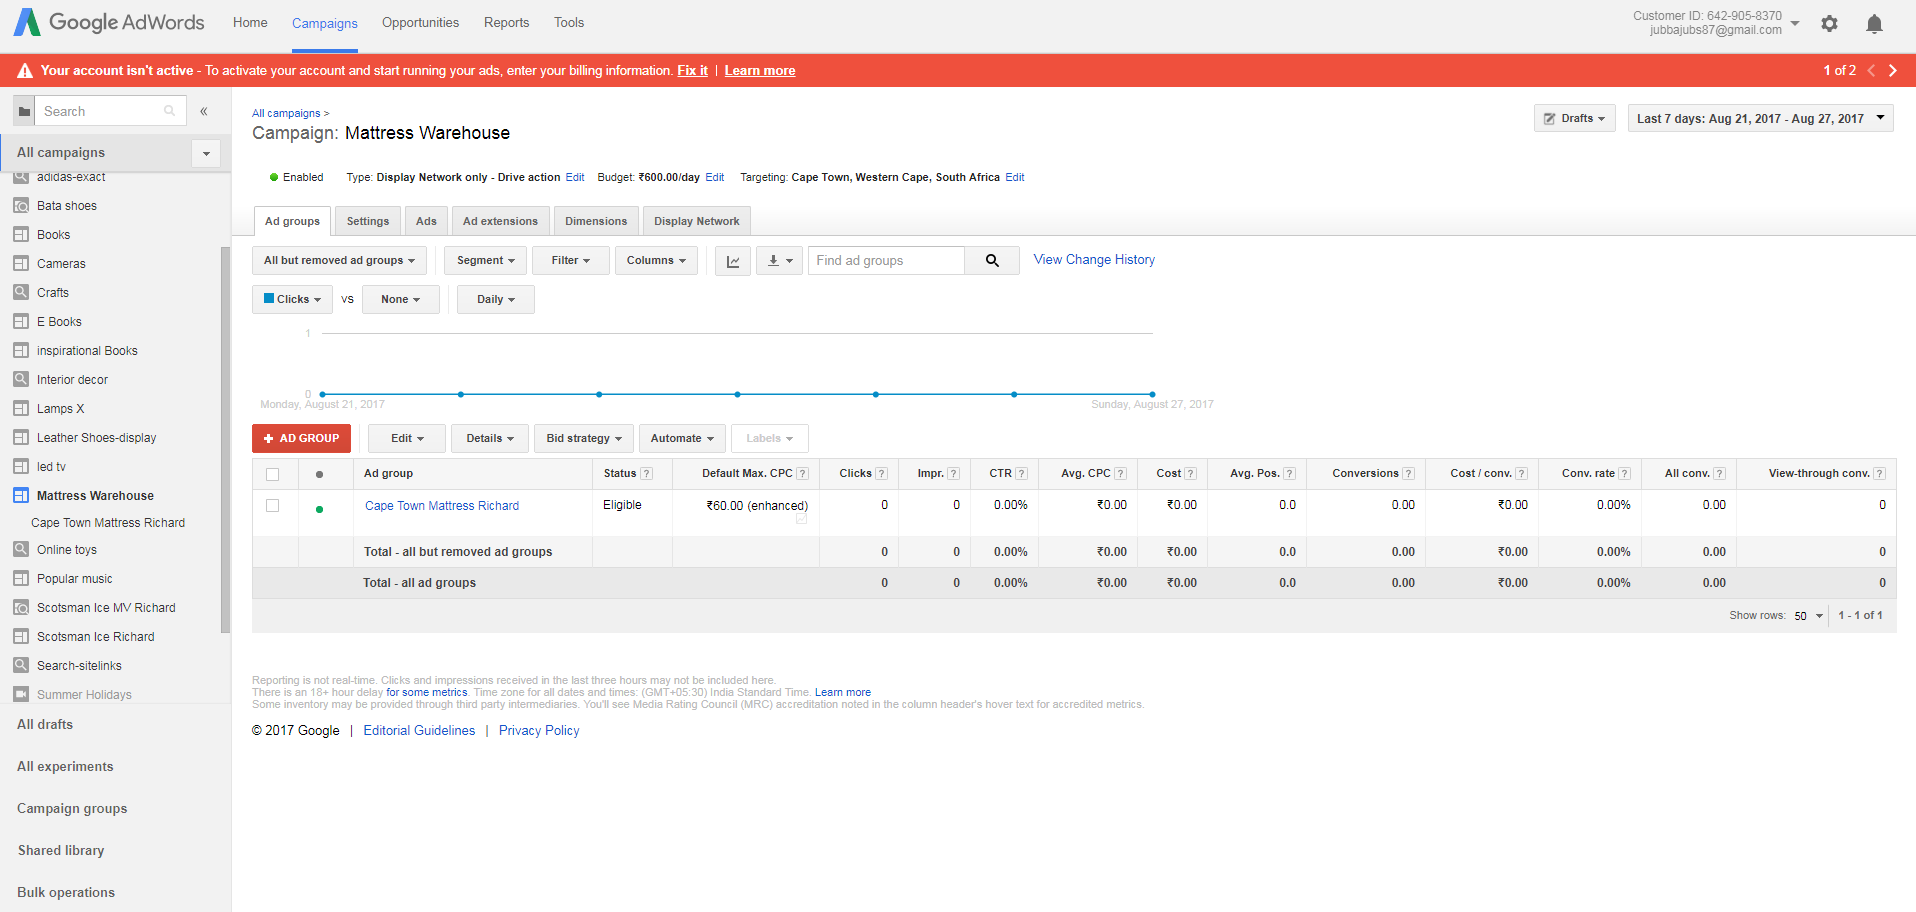 Google AdWords Home Campaigns Opportunities Reports Tools
Customer ID: 642-905-8370
jubbajubs87@gmail.com
Your account isn't active - To activate your account and start running your ads, enter your billing information. Fix it | Learn more
1 of 2
Search «
All campaigns
adidas-exact
Bata shoes
Books
Cameras
Crafts
E Books
inspirational Books
Interior decor
Lamps X
Leather Shoes-display
led tv
Mattress Warehouse
Cape Town Mattress Richard
Online toys
Popular music
Scotsman Ice MV Richard
Scotsman Ice Richard
Search-sitelinks
Summer Holidays
All drafts
All experiments
Campaign groups
Shared library
Bulk operations
All campaigns >
Campaign: Mattress Warehouse
Drafts
Last 7 days: Aug 21, 2017 - Aug 27, 2017
Enabled Type: Display Network only - Drive action Edit Budget: ₹600.00/day Edit Targeting: Cape Town, Western Cape, South Africa Edit
Ad groups Settings Ads Ad extensions Dimensions Display Network
All but removed ad groups Segment Filter Columns Find ad groups View Change History
Clicks VS None Daily
1
0
Monday, August 21, 2017 Sunday, August 27, 2017
+ AD GROUP Edit Details Bid strategy Automate Labels
Ad group Status ? Default Max. CPC ? Clicks ? Impr. ? CTR ? Avg. CPC ? Cost ? Avg. Pos. ? Conversions ? Cost / conv. ? Conv. rate ? All conv. ? View-through conv. ?
Cape Town Mattress Richard Eligible ₹60.00 (enhanced) 0 0 0.00% ₹0.00 ₹0.00 0.0 0.00 ₹0.00 0.00% 0.00 0
Total - all but removed ad groups 0 0 0.00% ₹0.00 ₹0.00 0.0 0.00 ₹0.00 0.00% 0.00 0
Total - all ad groups 0 0 0.00% ₹0.00 ₹0.00 0.0 0.00 ₹0.00 0.00% 0.00 0
Show rows: 50 1 - 1 of 1
Reporting is not real-time. Clicks and impressions received in the last three hours may not be included here.
There is an 18+ hour delay for some metrics. Time zone for all dates and times: (GMT+05:30) India Standard Time. Learn more
Some inventory may be provided through third party intermediaries. You'll see Media Rating Council (MRC) accreditation noted in the column header's hover text for accredited metrics.
© 2017 Google | Editorial Guidelines | Privacy Policy